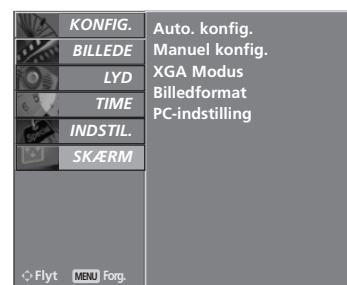 KONFIG.
BILLEDE
LYD
TIME
INDSTIL.
SKÆRM
Auto. konfig.
Manuel konfig.
XGA Modus
Billedformat
PC-indstilling
Flyt MENU Forg.